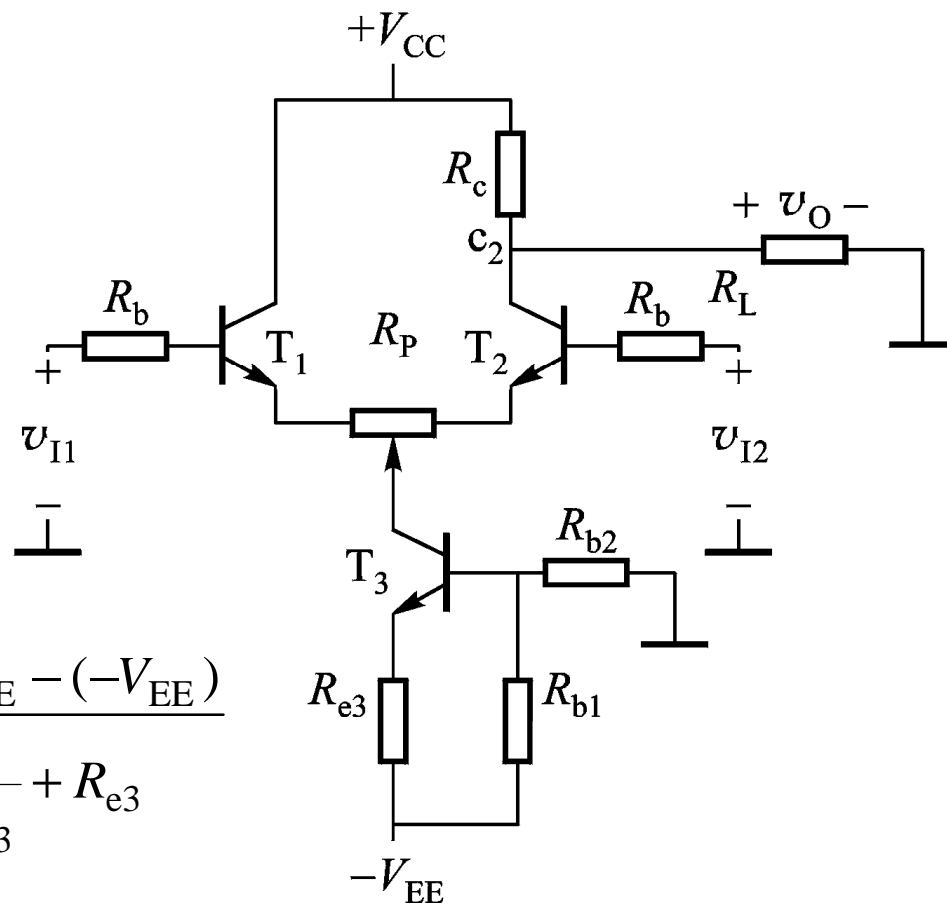 +V_CC
R_c
c_2
+ v_O −
R_L
R_b
T_1
R_P
T_2
R_b
+
+
v_I1
v_I2
−
−
T_3
R_b2
R_e3
R_b1
E − (−V_EE)
+ R_e3
3
−V_EE